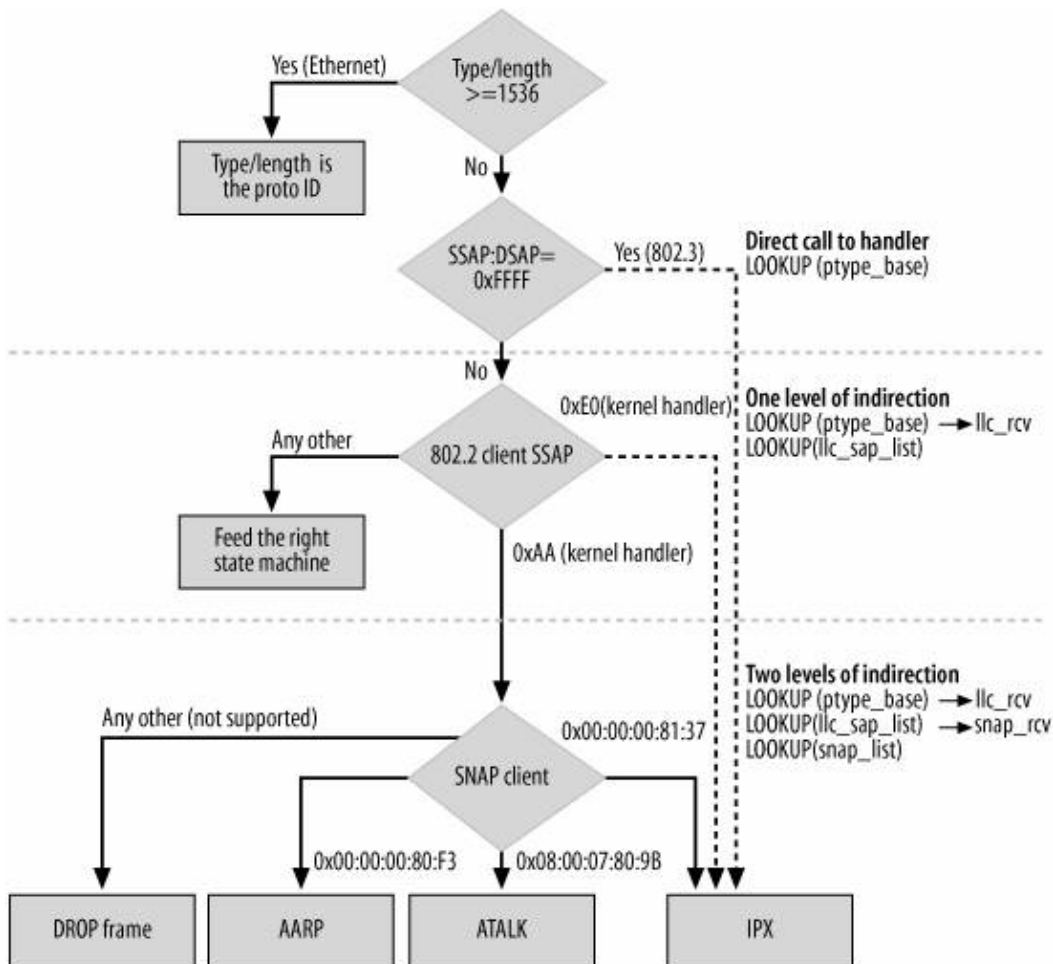 Yes (Ethernet)
Type/length
>=1536
Type/length is
the proto ID
No
SSAP:DSAP=
0xFFFF
Yes (802.3)
Direct call to handler
LOOKUP (ptype_base)
No
0xE0(kernel handler)
One level of indirection
LOOKUP (ptype_base) → llc_rcv
LOOKUP(llc_sap_list)
Any other
802.2 client SSAP
Feed the right
state machine
0xAA (kernel handler)
Two levels of indirection
LOOKUP (ptype_base) → llc_rcv
LOOKUP(llc_sap_list) → snap_rcv
LOOKUP(snap_list)
Any other (not supported)
0x00:00:00:81:37
SNAP client
0x00:00:00:80:F3
0x08:00:07:80:9B
DROP frame
AARP
ATALK
IPX